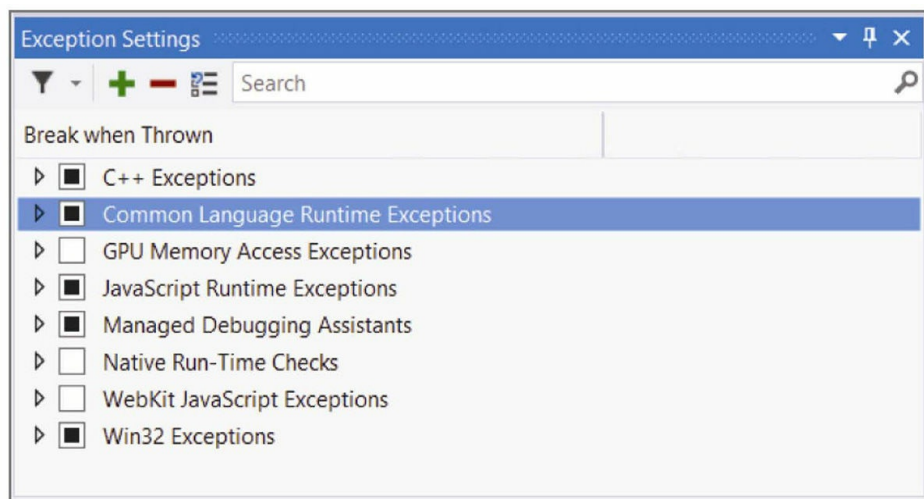 Exception Settings
Search
Break when Thrown
C++ Exceptions
Common Language Runtime Exceptions
GPU Memory Access Exceptions
JavaScript Runtime Exceptions
Managed Debugging Assistants
Native Run-Time Checks
WebKit JavaScript Exceptions
Win32 Exceptions